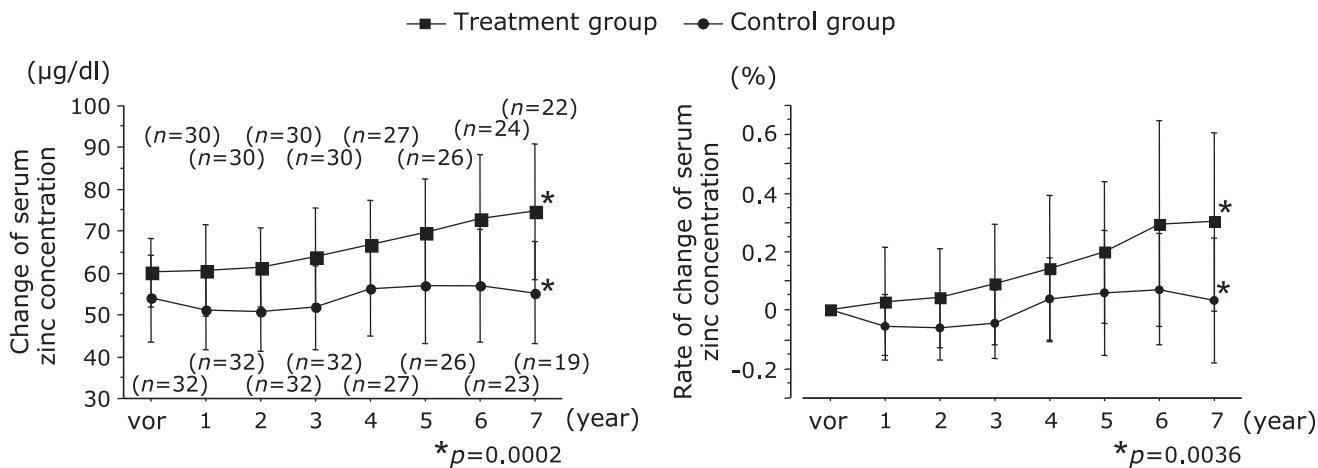 Treatment group Control group
(μg/dl)
Change of serum
zinc concentration
100
90
80
70
60
50
40
30
(n=30) (n=30) (n=27) (n=24) (n=22)
(n=30) (n=30) (n=26)
*
*
(n=32) (n=32) (n=26) (n=19)
(n=32) (n=32) (n=27) (n=23)
vor 1 2 3 4 5 6 7 (year)
*p=0.0002
(%)
Rate of change of serum
zinc concentration
0.6
0.4
0.2
0
-0.2
*
*
vor 1 2 3 4 5 6 7 (year)
*p=0.0036